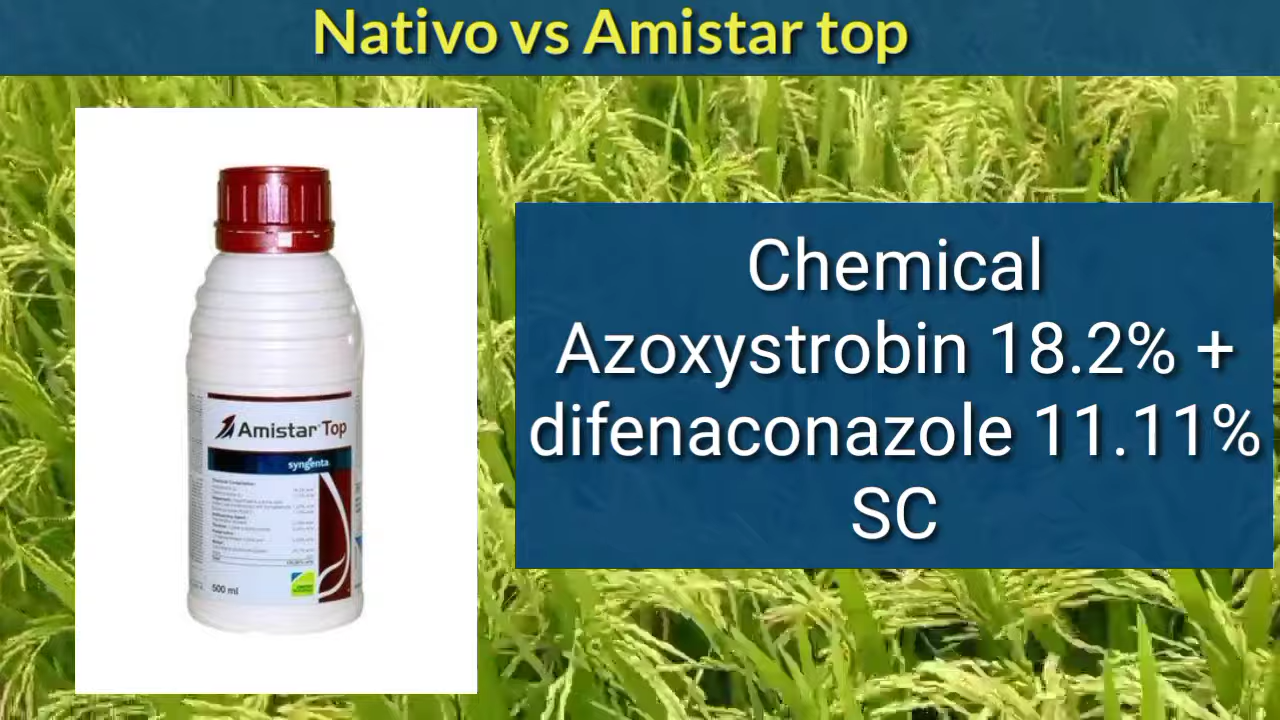 Nativo vs Amistar top
Chemical
Azoxystrobin 18.2% +
difenaconazole 11.11%
SC
Amistar Top
syngenta
500 ml